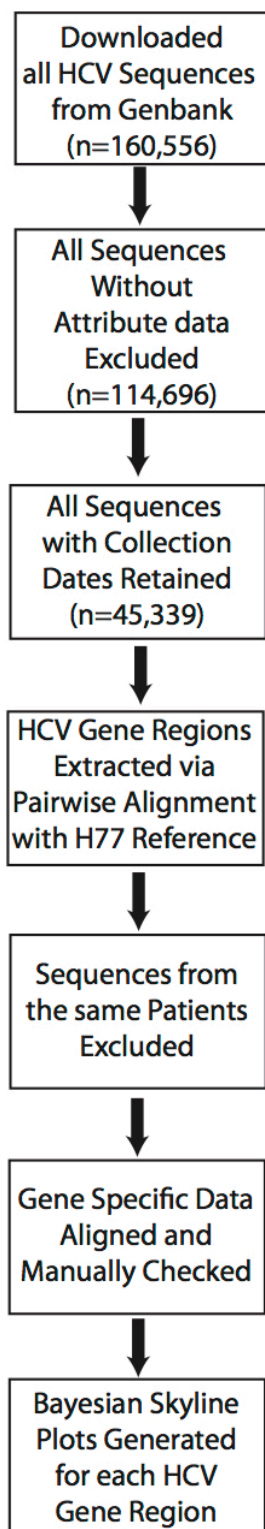 Downloaded
all HCV Sequences
from Genbank
(n=160,556)
All Sequences
Without
Attribute data
Excluded
(n=114,696)
All Sequences
with Collection
Dates Retained
(n=45,339)
HCV Gene Regions
Extracted via
Pairwise Alignment
with H77 Reference
Sequences from
the same Patients
Excluded
Gene Specific Data
Aligned and
Manually Checked
Bayesian Skyline
Plots Generated
for each HCV
Gene Region